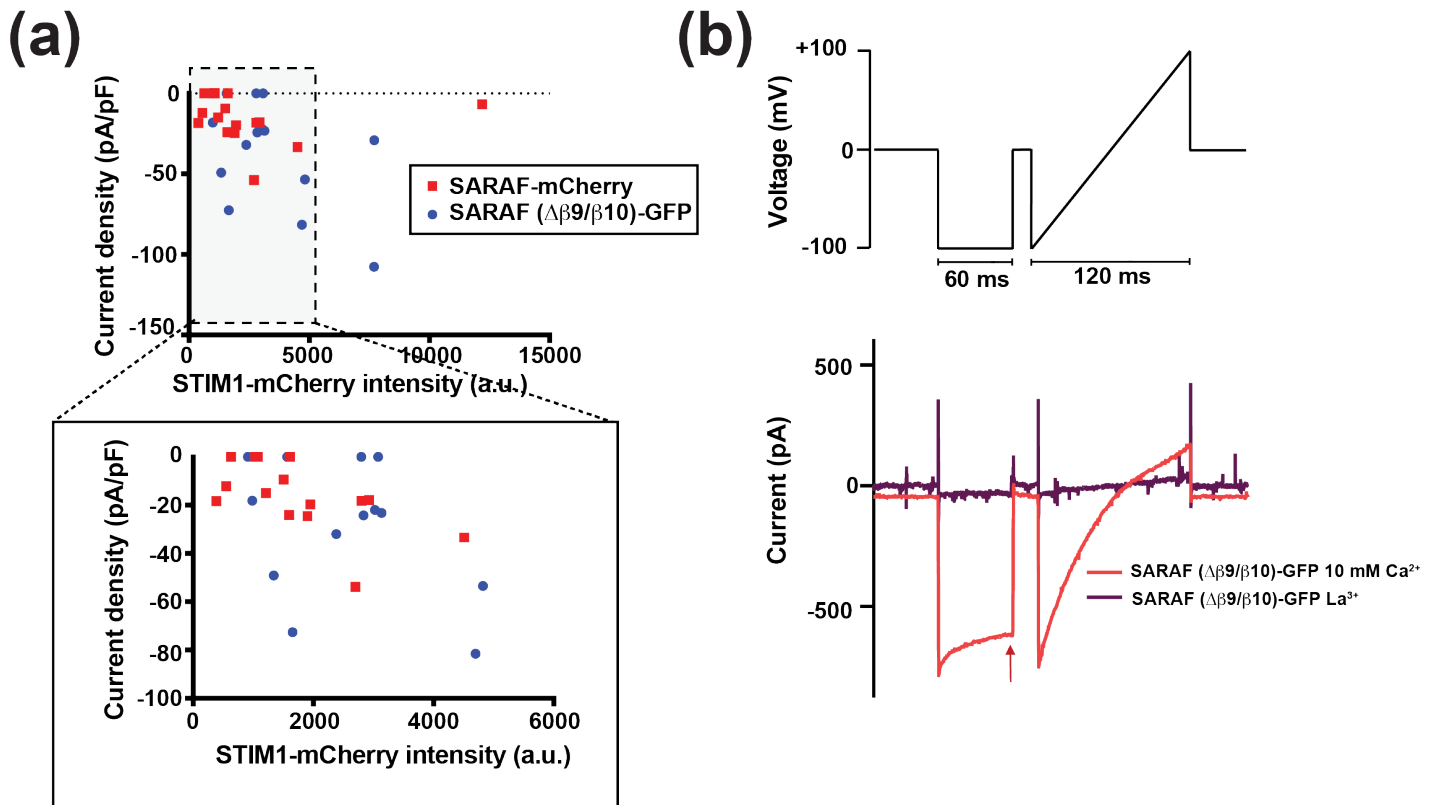 (a)
Current density (pA/pF)
0
-50
-100
-150
0 5000 10000 15000
STIM1-mCherry intensity (a.u.)
SARAF-mCherry
SARAF (Δβ9/β10)-GFP
Current density (pA/pF)
0
-20
-40
-60
-80
-100
0 2000 4000 6000
STIM1-mCherry intensity (a.u.)
(b)
Voltage (mV)
+100
0
-100
60 ms 120 ms
Current (pA)
500
0
-500
SARAF (Δβ9/β10)-GFP 10 mM Ca²⁺
SARAF (Δβ9/β10)-GFP La³⁺